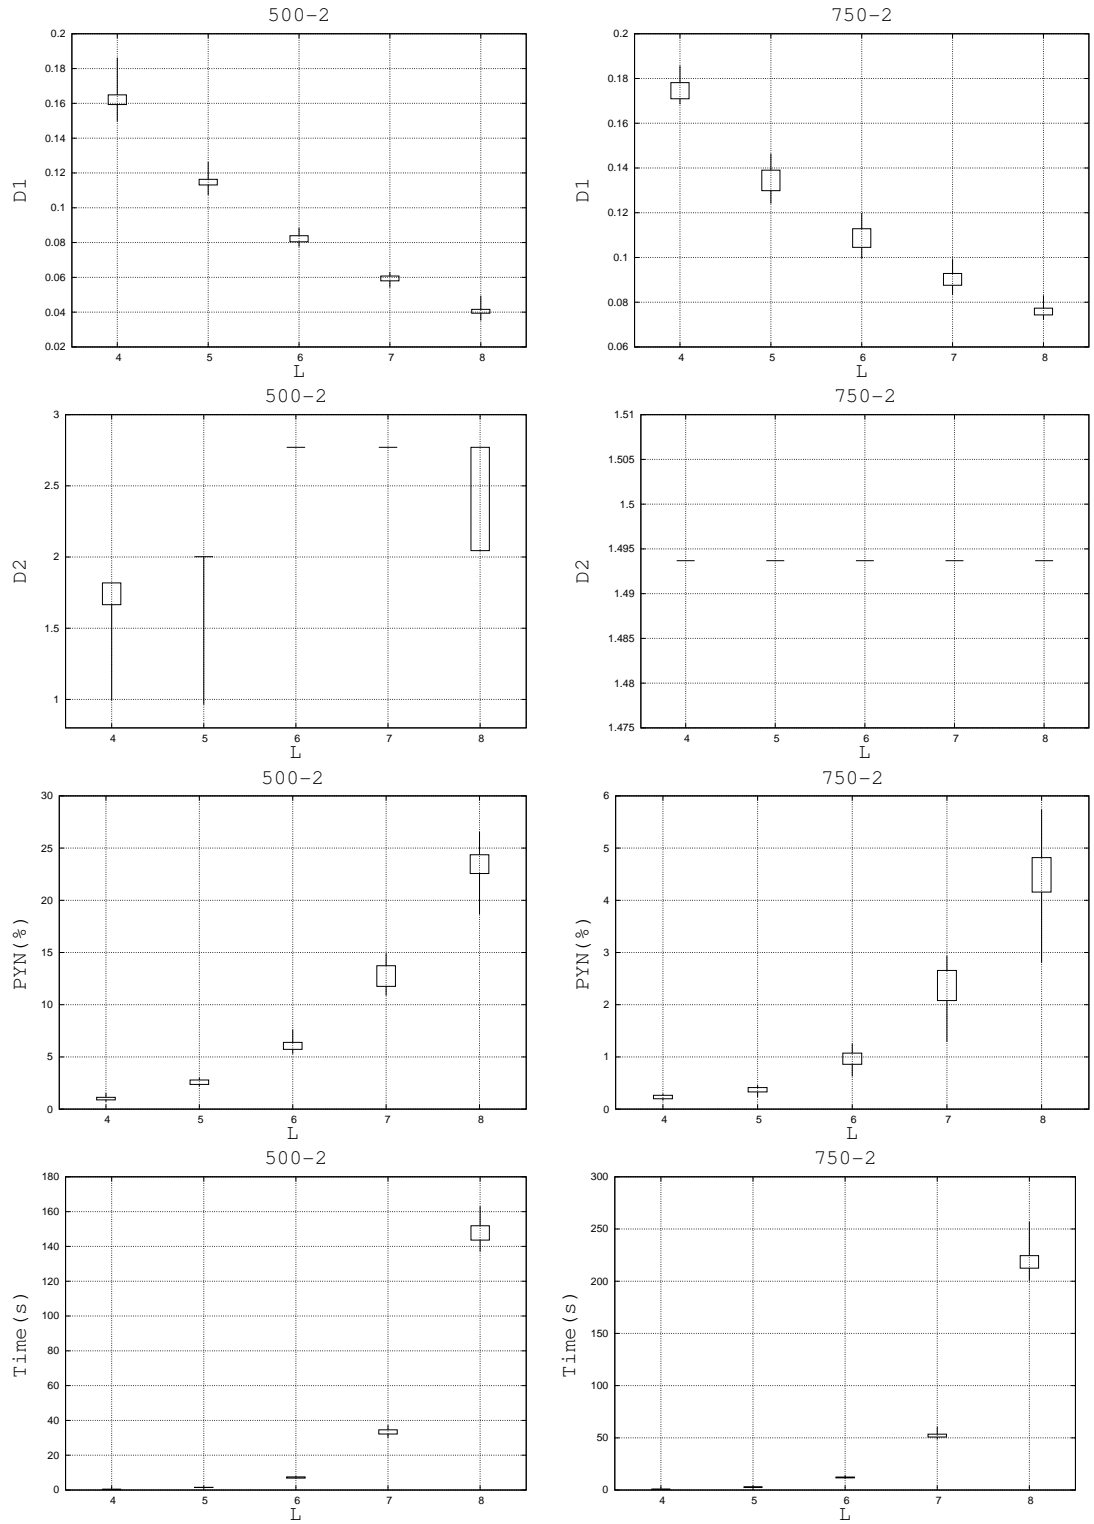 500-2
0.2
0.18
0.16
0.14
0.12
0.1
0.08
0.06
0.04
0.02
D1
4 5 6 7 8
L
750-2
0.2
0.18
0.16
0.14
0.12
0.1
0.08
0.06
D1
4 5 6 7 8
L
500-2
3
2.5
2
1.5
1
D2
4 5 6 7 8
L
750-2
1.51
1.505
1.5
1.495
1.49
1.485
1.48
1.475
D2
4 5 6 7 8
L
500-2
30
25
20
15
10
5
0
PYN(%)
4 5 6 7 8
L
750-2
6
5
4
3
2
1
0
PYN(%)
4 5 6 7 8
L
500-2
180
160
140
120
100
80
60
40
20
0
Time(s)
4 5 6 7 8
L
750-2
300
250
200
150
100
50
0
Time(s)
4 5 6 7 8
L